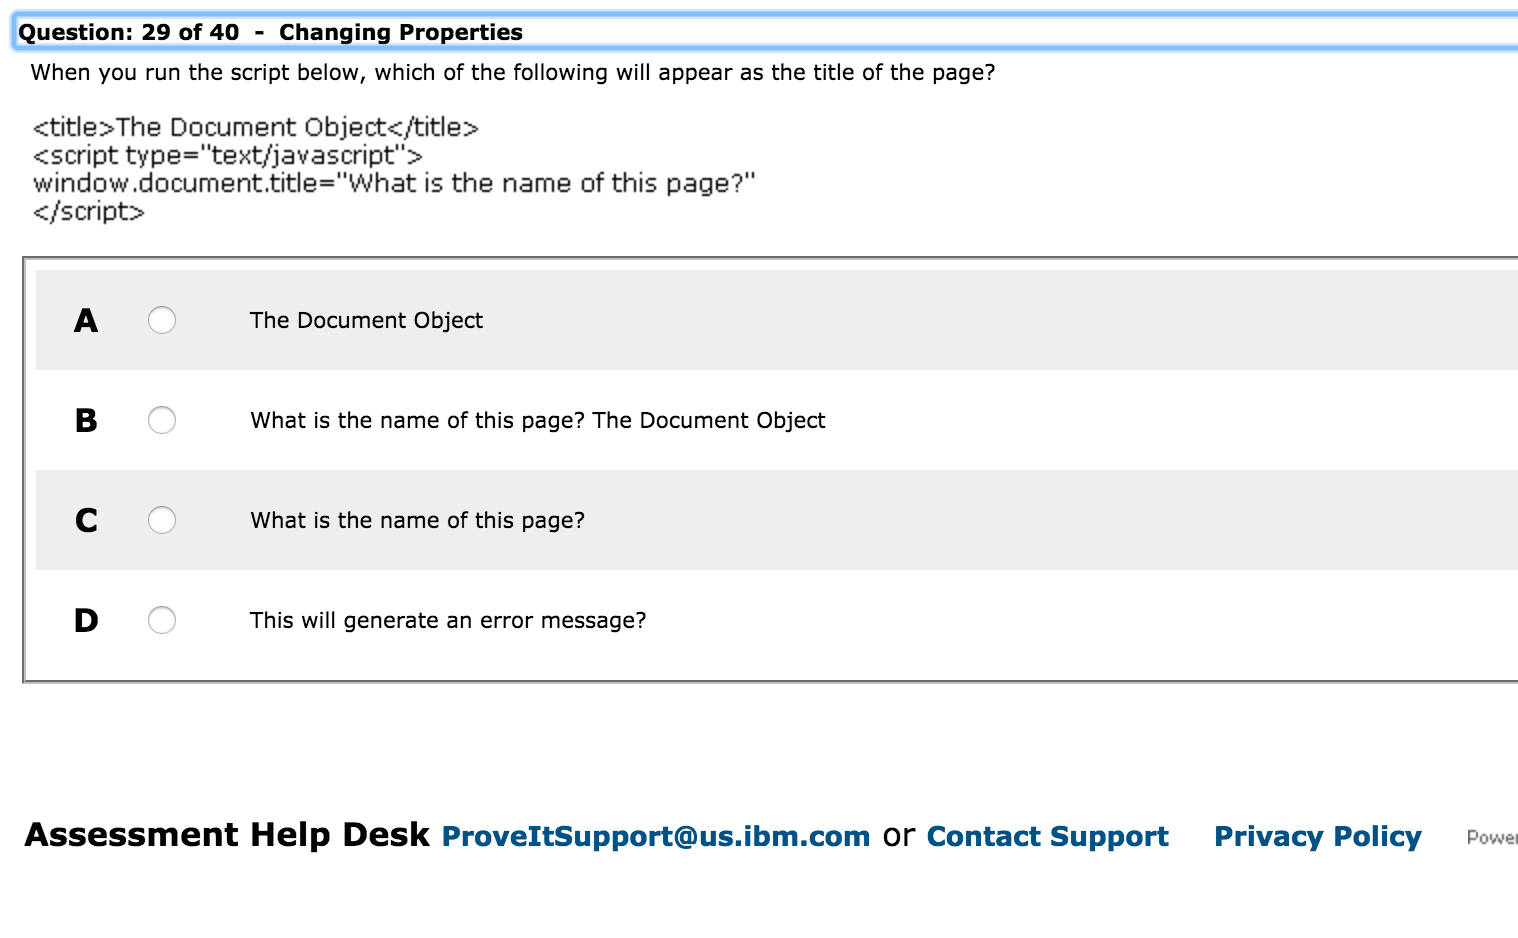 Question: 29 of 40 - Changing Properties
When you run the script below, which of the following will appear as the title of the page?
<title>The Document Object</title>
<script type="text/javascript">
window.document.title="What is the name of this page?"
</script>
A The Document Object
B What is the name of this page? The Document Object
C What is the name of this page?
D This will generate an error message?
Assessment Help Desk ProveItSupport@us.ibm.com or Contact Support Privacy Policy Power